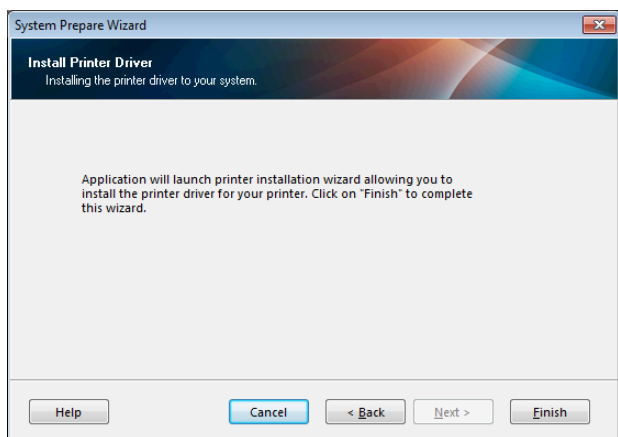 System Prepare Wizard
Install Printer Driver
Installing the printer driver to your system.
Application will launch printer installation wizard allowing you to
install the printer driver for your printer. Click on "Finish" to complete
this wizard.
Help Cancel < Back Next > Finish